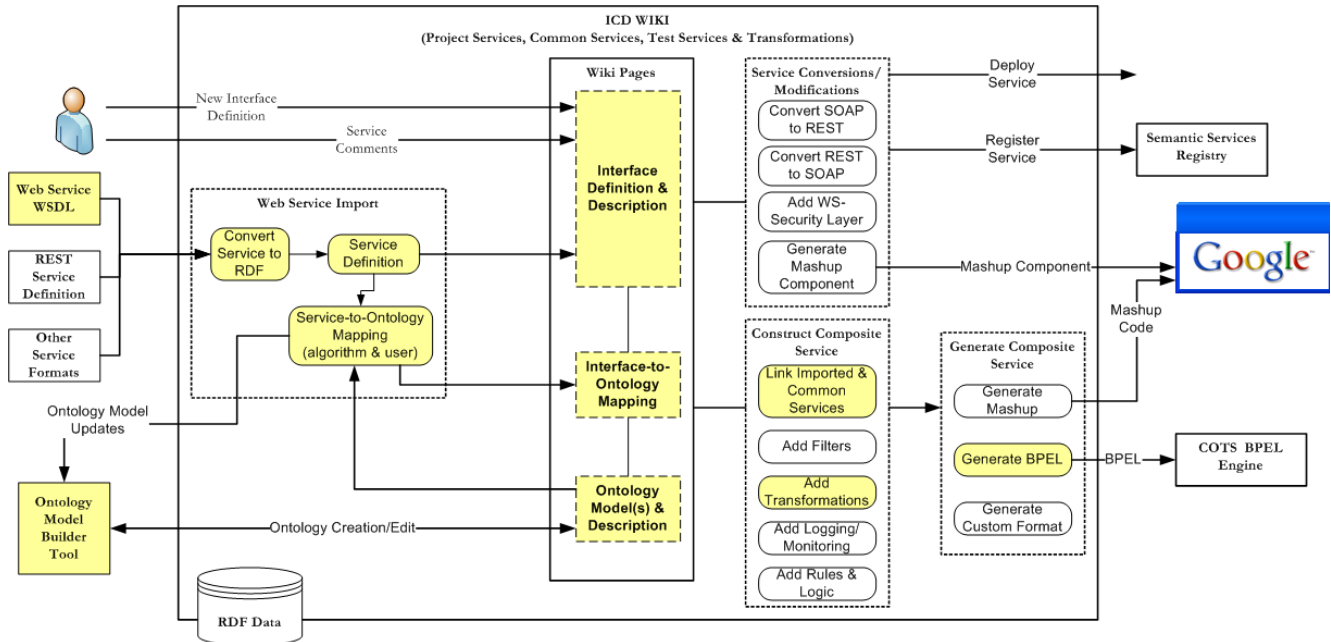 ICD WIKI
(Project Services, Common Services, Test Services & Transformations)
New Interface
Definition
Service
Comments
Web Service
WSDL
REST
Service
Definition
Other
Service
Formats
Web Service Import
Convert
Service to
RDF
Service
Definition
Service-to-Ontology
Mapping
(algorithm & user)
Ontology Model
Updates
Ontology
Model
Builder
Tool
Ontology Creation/Edit
RDF Data
Wiki Pages
Interface
Definition &
Description
Interface-to-
Ontology
Mapping
Ontology
Model(s) &
Description
Service Conversions/
Modifications
Convert SOAP
to REST
Convert REST
to SOAP
Add WS-
Security Layer
Generate
Mashup
Component
Construct Composite
Service
Link Imported &
Common
Services
Add Filters
Add
Transformations
Add Logging/
Monitoring
Add Rules &
Logic
Generate Composite
Service
Generate
Mashup
Generate BPEL
Generate
Custom Format
Deploy
Service
Register
Service
Semantic Services
Registry
Mashup Component
Google™
Mashup
Code
BPEL
COTS BPEL
Engine